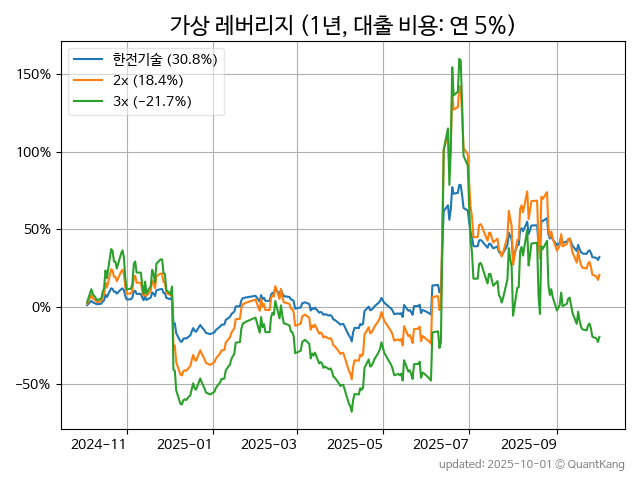 가상 레버리지 (1년, 대출 비용: 연 5%)
한전기술 (30.8%)
2x (18.4%)
3x (−21.7%)
150%
100%
50%
0%
−50%
2024-11 2025-01 2025-03 2025-05 2025-07 2025-09
updated: 2025-10-01 © QuantKang